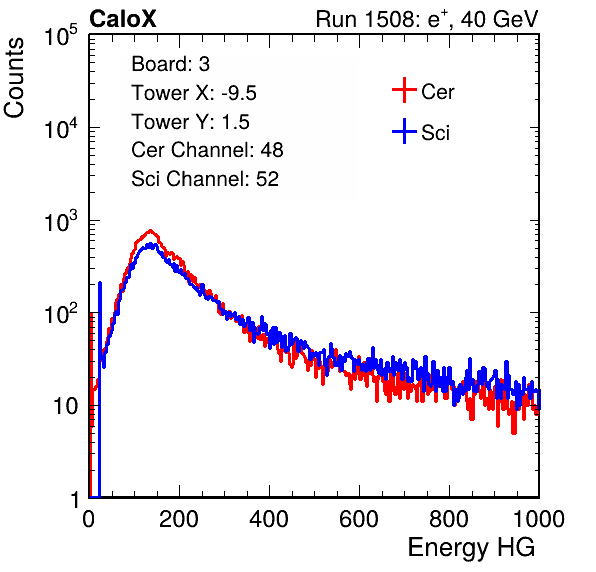 CaloX
Run 1508: e+, 40 GeV
Counts
Board: 3
Tower X: -9.5
Tower Y: 1.5
Cer Channel: 48
Sci Channel: 52
Cer
Sci
10^5
10^4
10^3
10^2
10
1
0 200 400 600 800 1000
Energy HG